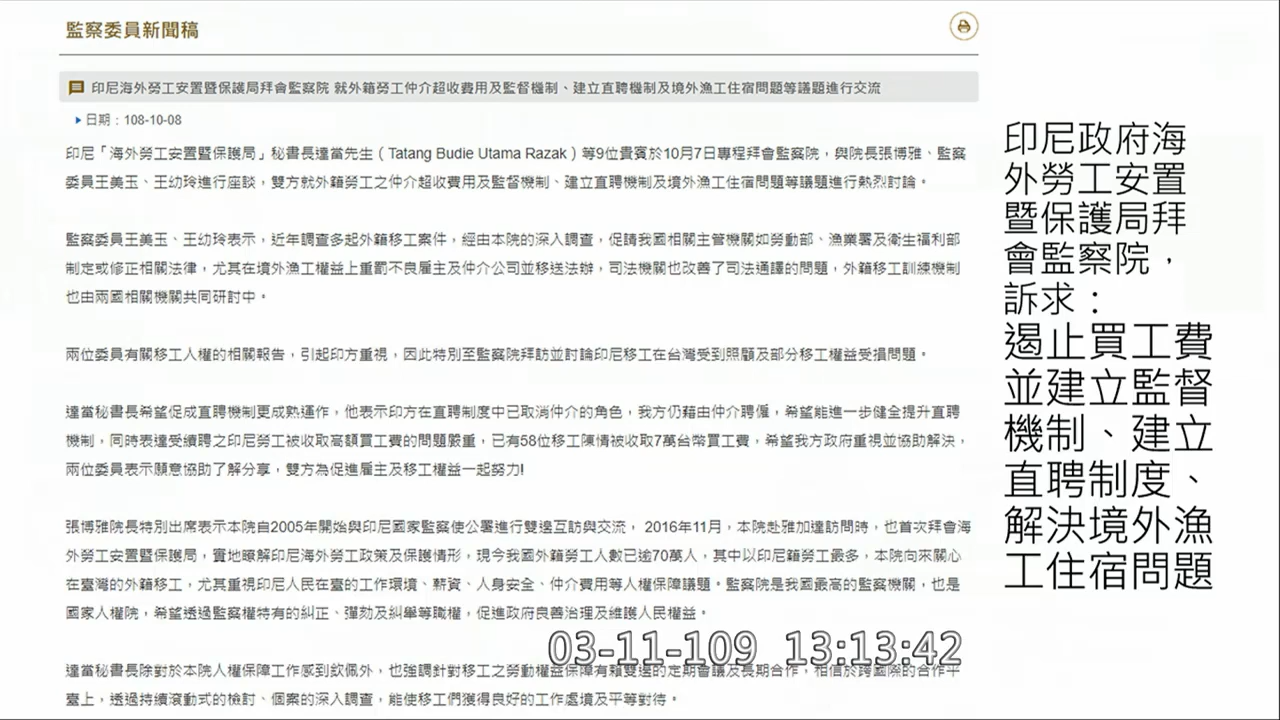 監察委員新聞稿
印尼海外勞工安置暨保護局拜會監察院 就外籍勞工仲介超收費用及監督機制、建立直聘機制及境外漁工住宿問題等議題進行交流
日期：108-10-08
印尼「海外勞工安置暨保護局」秘書長達當先生（Tatang Budie Utama Razak）等9位貴賓於10月7日專程拜會監察院，與院長張博雅、監察
委員王美玉、王幼玲進行座談，雙方就外籍勞工之仲介超收費用及監督機制、建立直聘機制及境外漁工住宿問題等議題進行熱烈討論。
監察委員王美玉、王幼玲表示，近年調查多起外籍移工案件，經由本院的深入調查，促請我國相關主管機關如勞動部、漁業署及衛生福利部
制定或修正相關法律，尤其在境外漁工權益上重罰不良雇主及仲介公司並移送法辦，司法機關也改善了司法通譯的問題，外籍移工訓練機制
也由兩國相關機關共同研討中。
兩位委員有關移工人權的相關報告，引起印方重視，因此特別至監察院拜訪並討論印尼移工在台灣受到照顧及部分移工權益受損問題。
達當秘書長希望促成直聘機制更成熟運作，他表示印方在直聘制度中已取消仲介的角色，我方仍藉由仲介聘僱，希望能進一步健全提升直聘
機制，同時表達受續聘之印尼勞工被收取高額買工費的問題嚴重，已有58位移工陳情被收取7萬台幣買工費，希望我方政府重視並協助解決，
兩位委員表示願意協助了解分享，雙方為促進雇主及移工權益一起努力!
張博雅院長特別出席表示本院自2005年開始與印尼國家監察使公署進行雙邊互訪與交流， 2016年11月，本院赴雅加達訪問時，也首次拜會海
外勞工安置暨保護局，實地瞭解印尼海外勞工政策及保護情形，現今我國外籍勞工人數已逾70萬人，其中以印尼籍勞工最多，本院向來關心
在臺灣的外籍移工，尤其重視印尼人民在臺的工作環境、薪資、人身安全、仲介費用等人權保障議題。監察院是我國最高的監察機關，也是
國家人權院，希望透過監察權特有的糾正、彈劾及糾舉等職權，促進政府良善治理及維護人民權益。
達當秘書長除對於本院人權保障工作感到欽佩外，也強調針對移工之勞動權益保障有賴雙邊的定期會議及長期合作，相信於跨國際的合作平
臺上，透過持續滾動式的檢討、個案的深入調查，能使移工們獲得良好的工作處境及平等對待。
03-11-109 13:13:42
印尼政府海
外勞工安置
暨保護局拜
會監察院，
訴求：
遏止買工費
並建立監督
機制、建立
直聘制度、
解決境外漁
工住宿問題